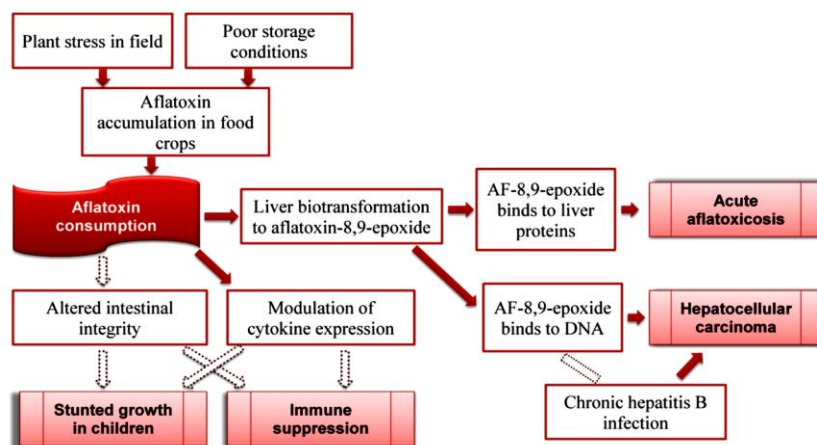 Plant stress in field
Poor storage
conditions
Aflatoxin
accumulation in food
crops
Aflatoxin
consumption
Liver biotransformation
to aflatoxin-8,9-epoxide
AF-8,9-epoxide
binds to liver
proteins
Acute
aflatoxicosis
Altered intestinal
integrity
Modulation of
cytokine expression
AF-8,9-epoxide
binds to DNA
Hepatocellular
carcinoma
Stunted growth
in children
Immune
suppression
Chronic hepatitis B
infection